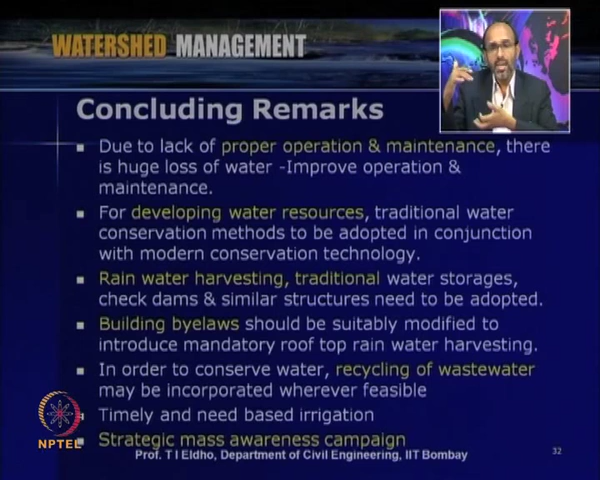 WATERSHED MANAGEMENT
Concluding Remarks
Due to lack of proper operation & maintenance, there
is huge loss of water -Improve operation &
maintenance.
For developing water resources, traditional water
conservation methods to be adopted in conjunction
with modern conservation technology.
Rain water harvesting, traditional water storages,
check dams & similar structures need to be adopted.
Building byelaws should be suitably modified to
introduce mandatory roof top rain water harvesting.
In order to conserve water, recycling of wastewater
may be incorporated wherever feasible
Timely and need based irrigation
Strategic mass awareness campaign
NPTEL
Prof. T I Eldho, Department of Civil Engineering, IIT Bombay
32